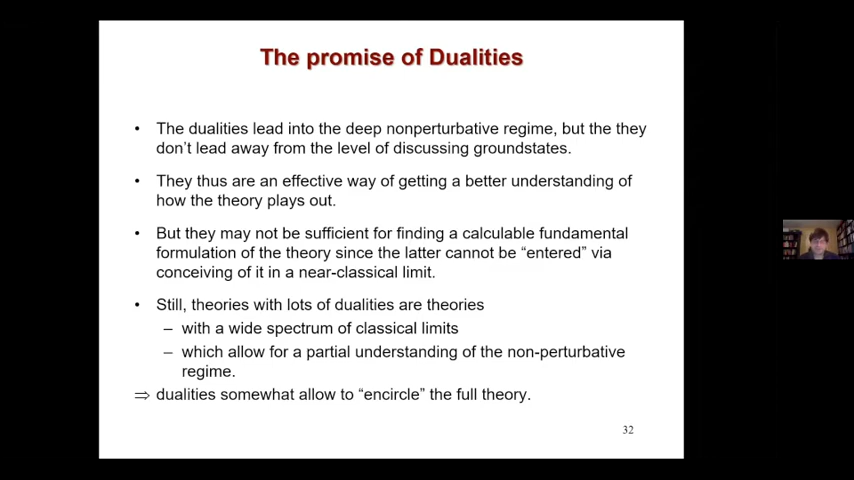 The promise of Dualities
• The dualities lead into the deep nonperturbative regime, but the they
don't lead away from the level of discussing groundstates.
• They thus are an effective way of getting a better understanding of
how the theory plays out.
• But they may not be sufficient for finding a calculable fundamental
formulation of the theory since the latter cannot be “entered” via
conceiving of it in a near-classical limit.
• Still, theories with lots of dualities are theories
– with a wide spectrum of classical limits
– which allow for a partial understanding of the non-perturbative
regime.
⇒ dualities somewhat allow to “encircle” the full theory.
32